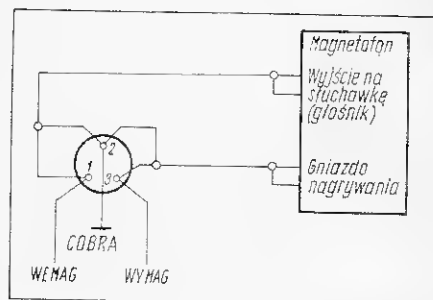 Magnetofon
Wyjście na
słuchawkę
(głośnik)
Gniazdo
nagrywania
1
2
3
COBRA
WEMAG
WYMAG